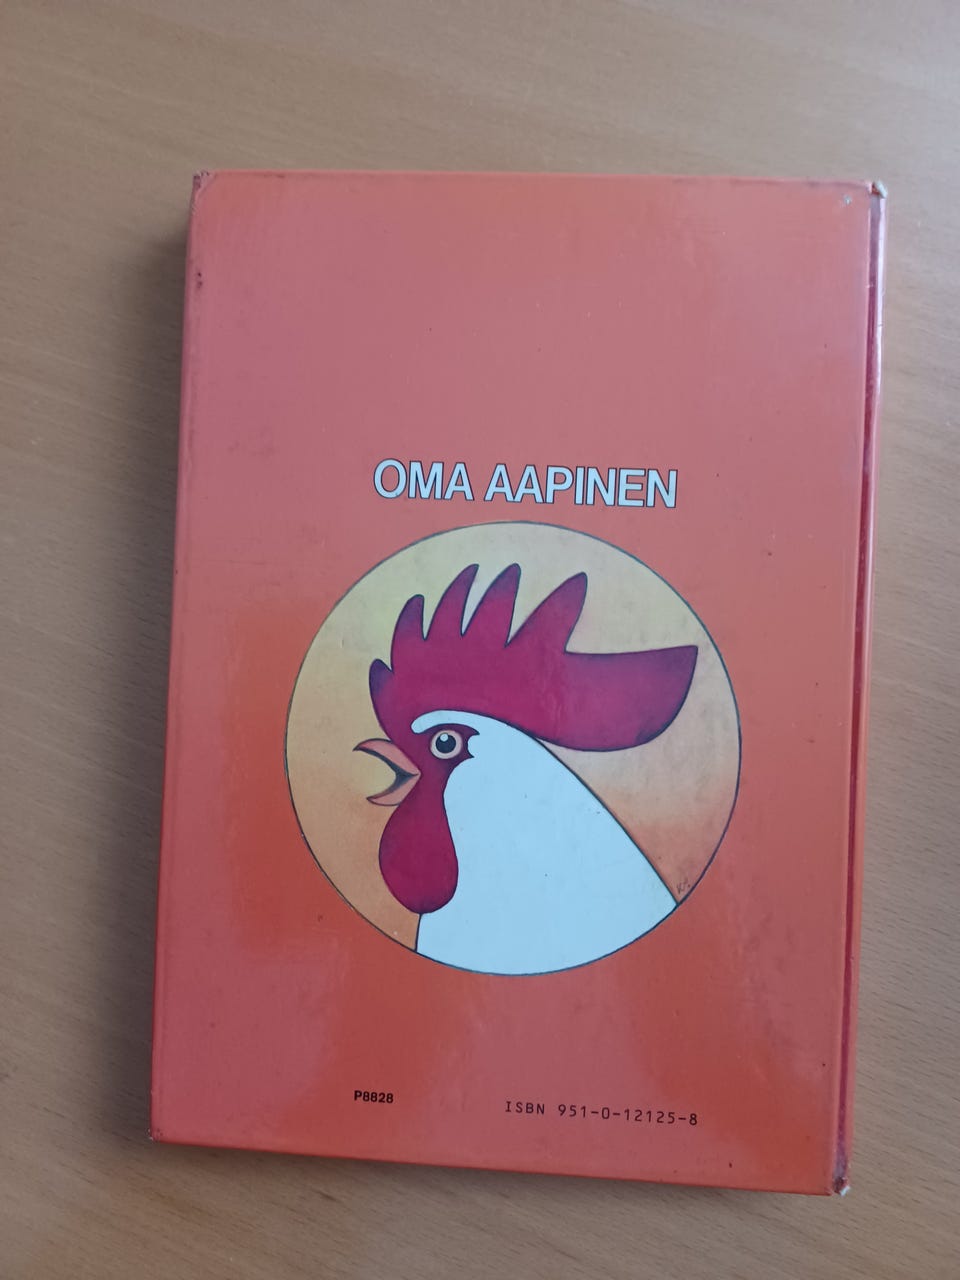 OMA AAPINEN
P8828
ISBN 951-0-12125-8